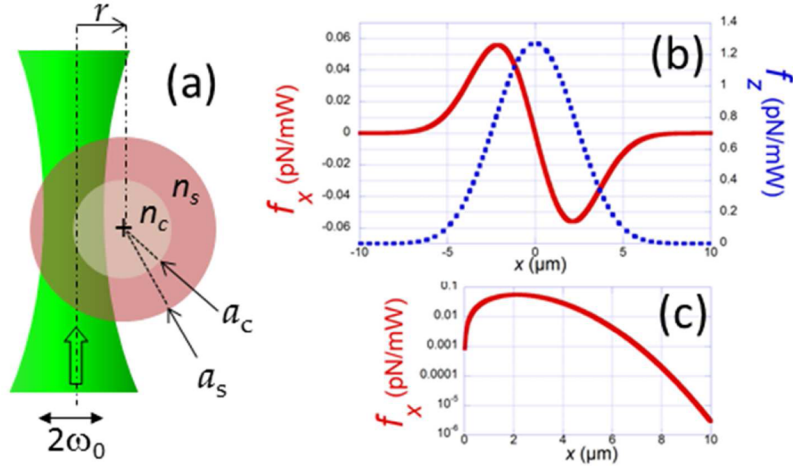 r
(a)
n_s
n_c
a_c
a_s
2ω₀
(b)
f_x (pN/mW)
0.06
0.04
0.02
0
-0.02
-0.04
-0.06
-10
-5
0
5
10
x (µm)
1.4
1.2
1
0.8
0.6
0.4
0.2
0
f_z (pN/mW)
(c)
f_x (pN/mW)
0.1
0.01
0.001
0.0001
10⁻⁵
10⁻⁶
0
2
4
6
8
10
x (µm)